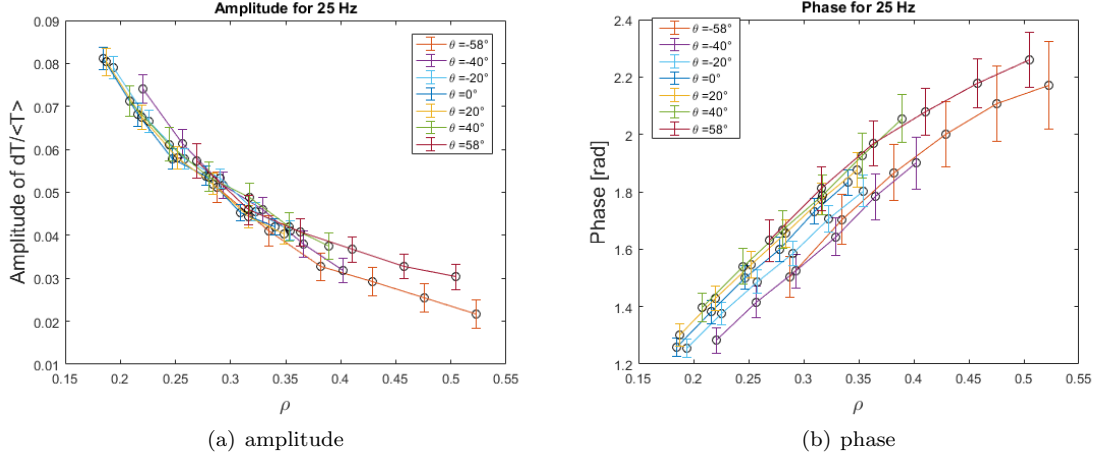 Amplitude for 25 Hz
Amplitude of dT/<T>
0.09
0.08
0.07
0.06
0.05
0.04
0.03
0.02
0.01
0.15
0.2
0.25
0.3
0.35
0.4
0.45
0.5
0.55
ρ
θ =-58°
θ =-40°
θ =-20°
θ =0°
θ =20°
θ =40°
θ =58°
(a) amplitude
Phase for 25 Hz
Phase [rad]
2.4
2.2
2
1.8
1.6
1.4
1.2
0.15
0.2
0.25
0.3
0.35
0.4
0.45
0.5
0.55
ρ
θ =-58°
θ =-40°
θ =-20°
θ =0°
θ =20°
θ =40°
θ =58°
(b) phase